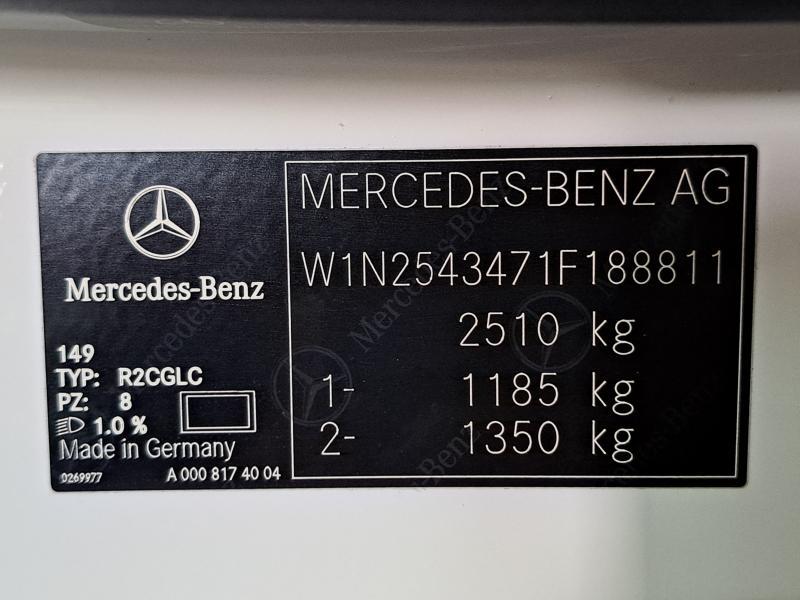 Mercedes-Benz
149
TYP: R2CGLC
PZ: 8
1.0 %
Made in Germany
0269977 A 000 817 40 04
MERCEDES-BENZ AG
W1N2543471F188811
2510 kg
1- 1185 kg
2- 1350 kg